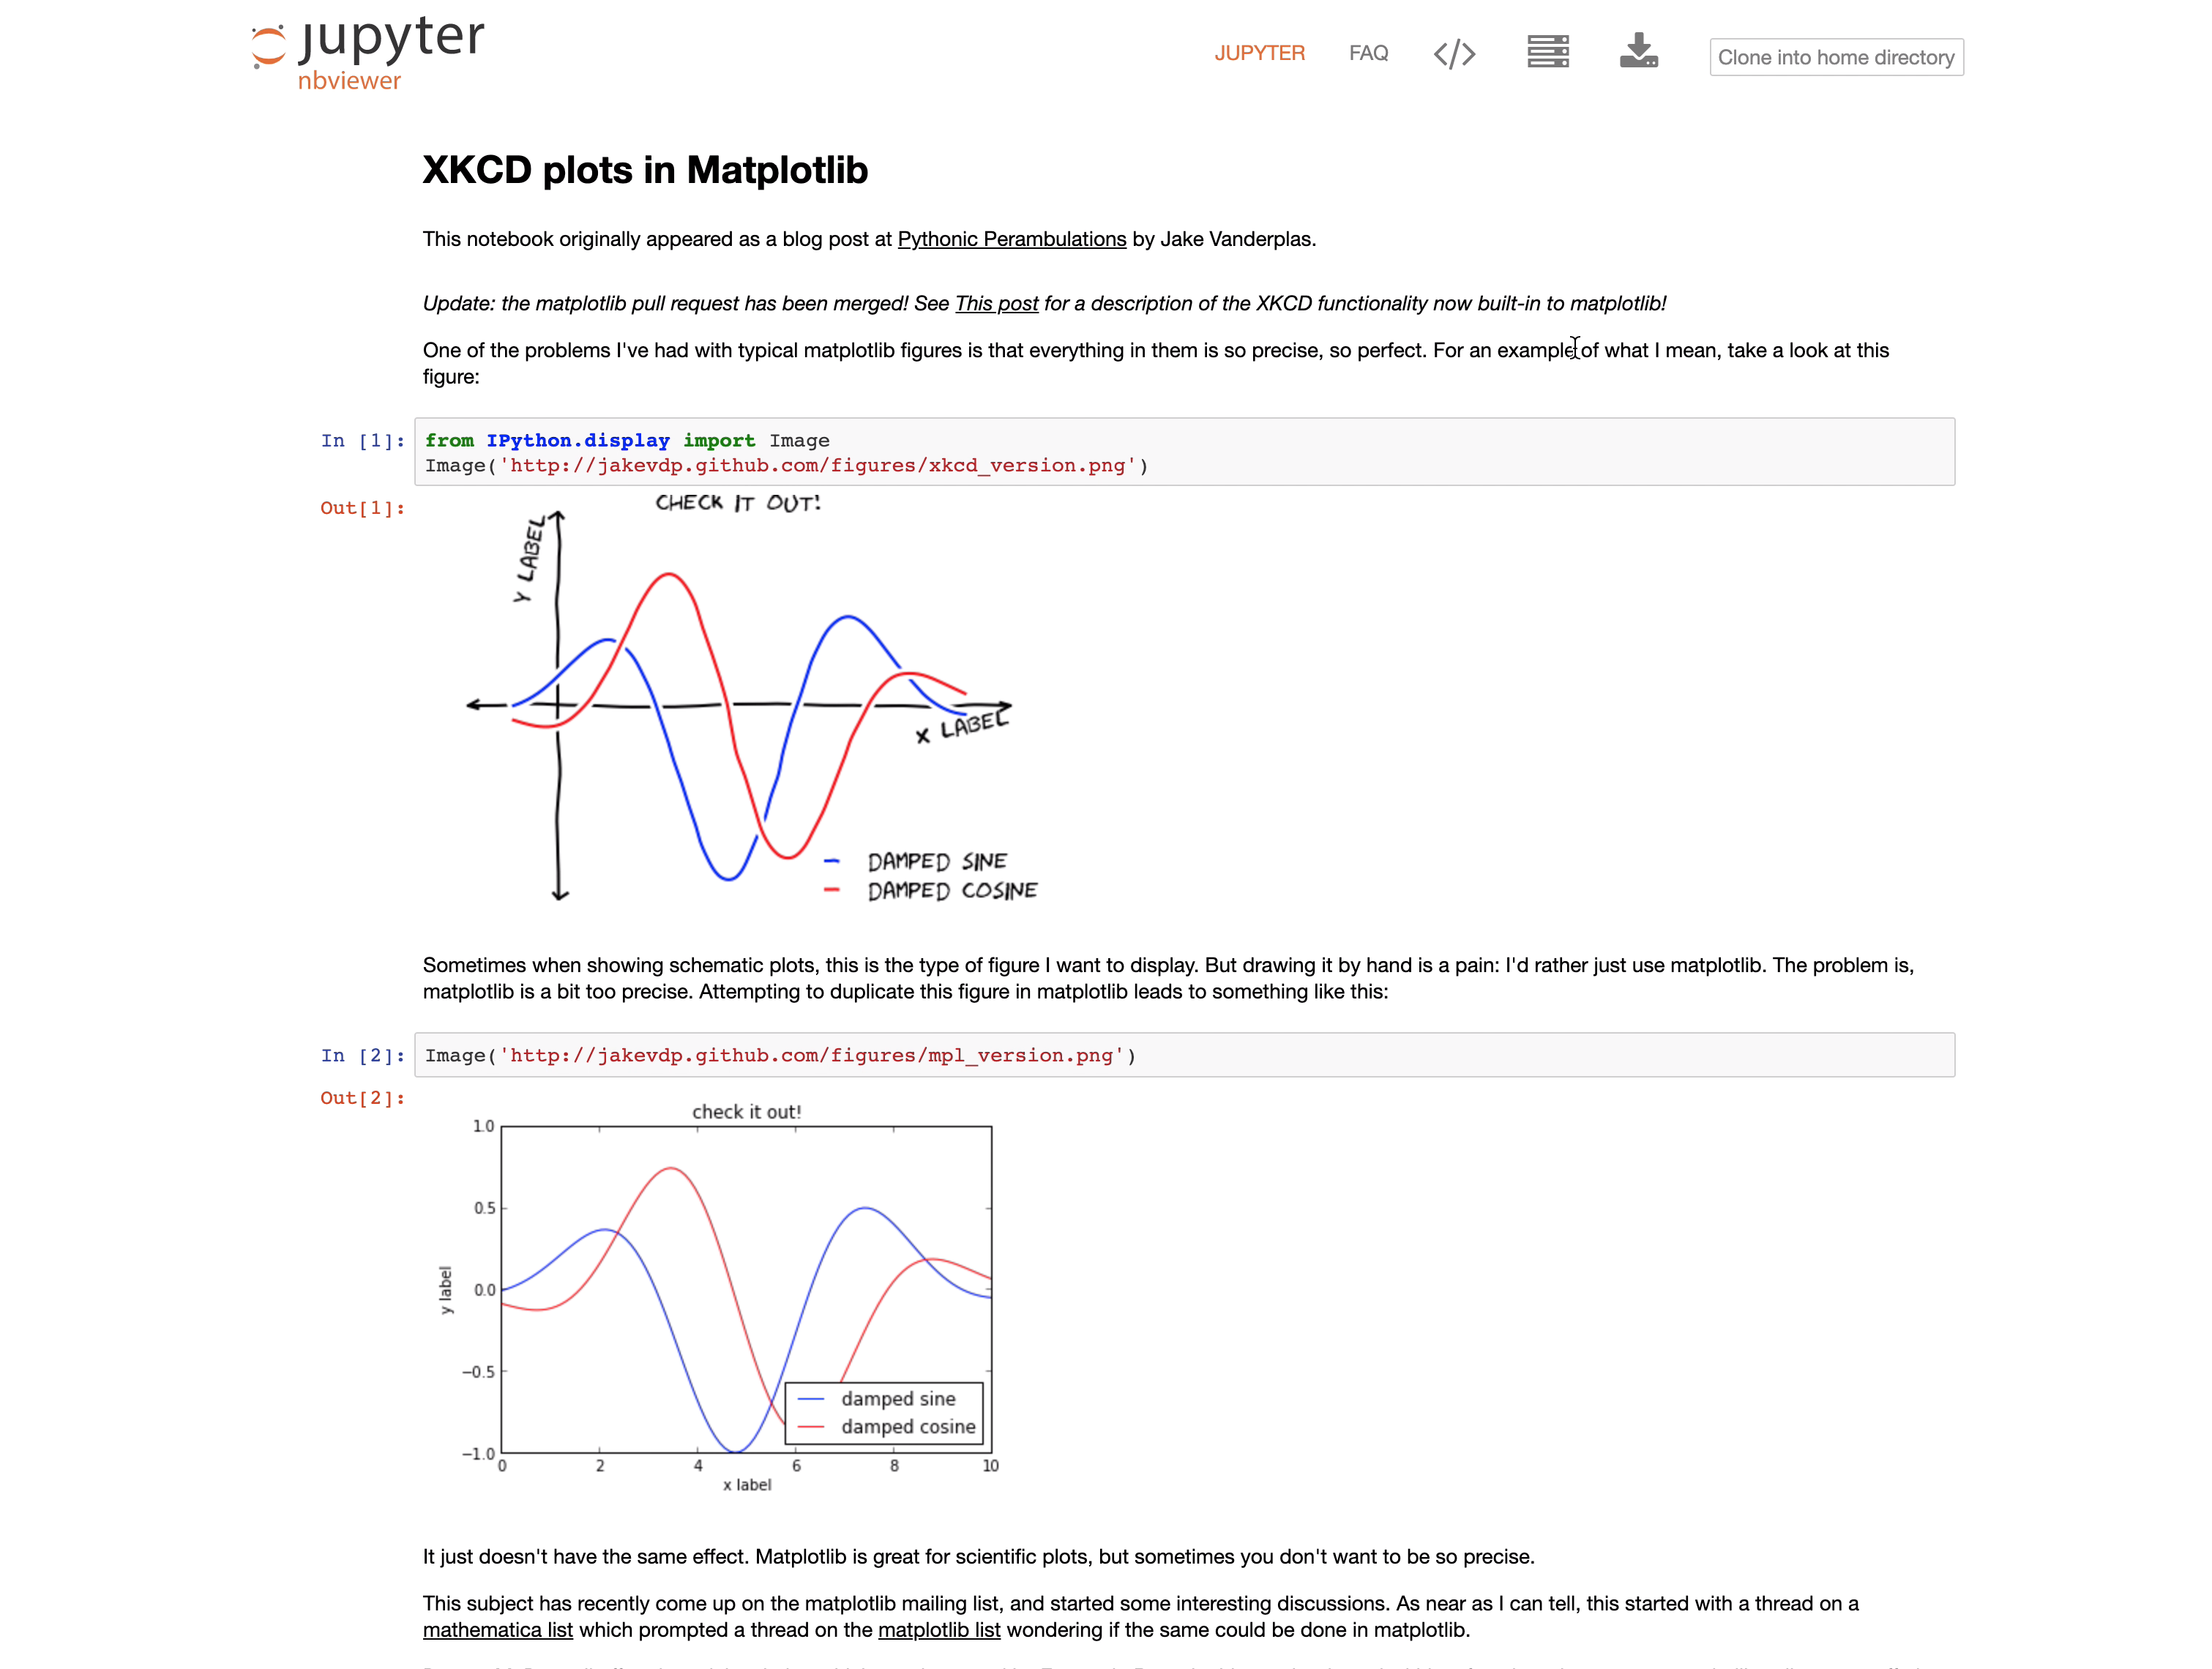 jupyter
nbviewer
JUPYTER FAQ </> Clone into home directory
XKCD plots in Matplotlib
This notebook originally appeared as a blog post at Pythonic Perambulations by Jake Vanderplas.
Update: the matplotlib pull request has been merged! See This post for a description of the XKCD functionality now built-in to matplotlib!
One of the problems I've had with typical matplotlib figures is that everything in them is so precise, so perfect. For an example of what I mean, take a look at this
figure:
In [1]: from IPython.display import Image
Image('http://jakevdp.github.com/figures/xkcd_version.png')
Out[1]:
CHECK IT OUT!
Y LABEL
X LABEL
DAMPED SINE
DAMPED COSINE
Sometimes when showing schematic plots, this is the type of figure I want to display. But drawing it by hand is a pain: I'd rather just use matplotlib. The problem is,
matplotlib is a bit too precise. Attempting to duplicate this figure in matplotlib leads to something like this:
In [2]: Image('http://jakevdp.github.com/figures/mpl_version.png')
Out[2]:
check it out!
1.0
0.5
0.0
−0.5
−1.0
y label
damped sine
damped cosine
0 2 4 6 8 10
x label
It just doesn't have the same effect. Matplotlib is great for scientific plots, but sometimes you don't want to be so precise.
This subject has recently come up on the matplotlib mailing list, and started some interesting discussions. As near as I can tell, this started with a thread on a
mathematica list which prompted a thread on the matplotlib list wondering if the same could be done in matplotlib.